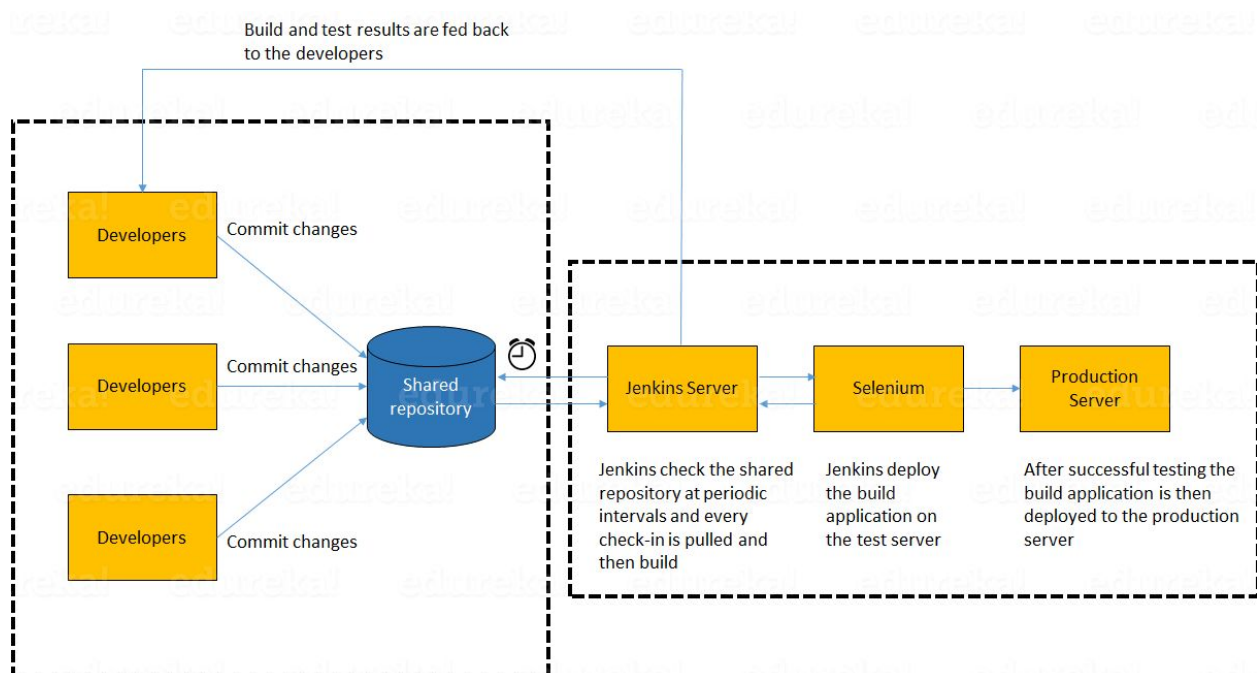 Build and test results are fed back
to the developers
Developers
Commit changes
Developers
Commit changes
Developers
Commit changes
Shared
repository
Jenkins Server
Selenium
Production
Server
Jenkins check the shared
repository at periodic
intervals and every
check-in is pulled and
then build
Jenkins deploy
the build
application on
the test server
After successful testing the
build application is then
deployed to the production
server
edureka!